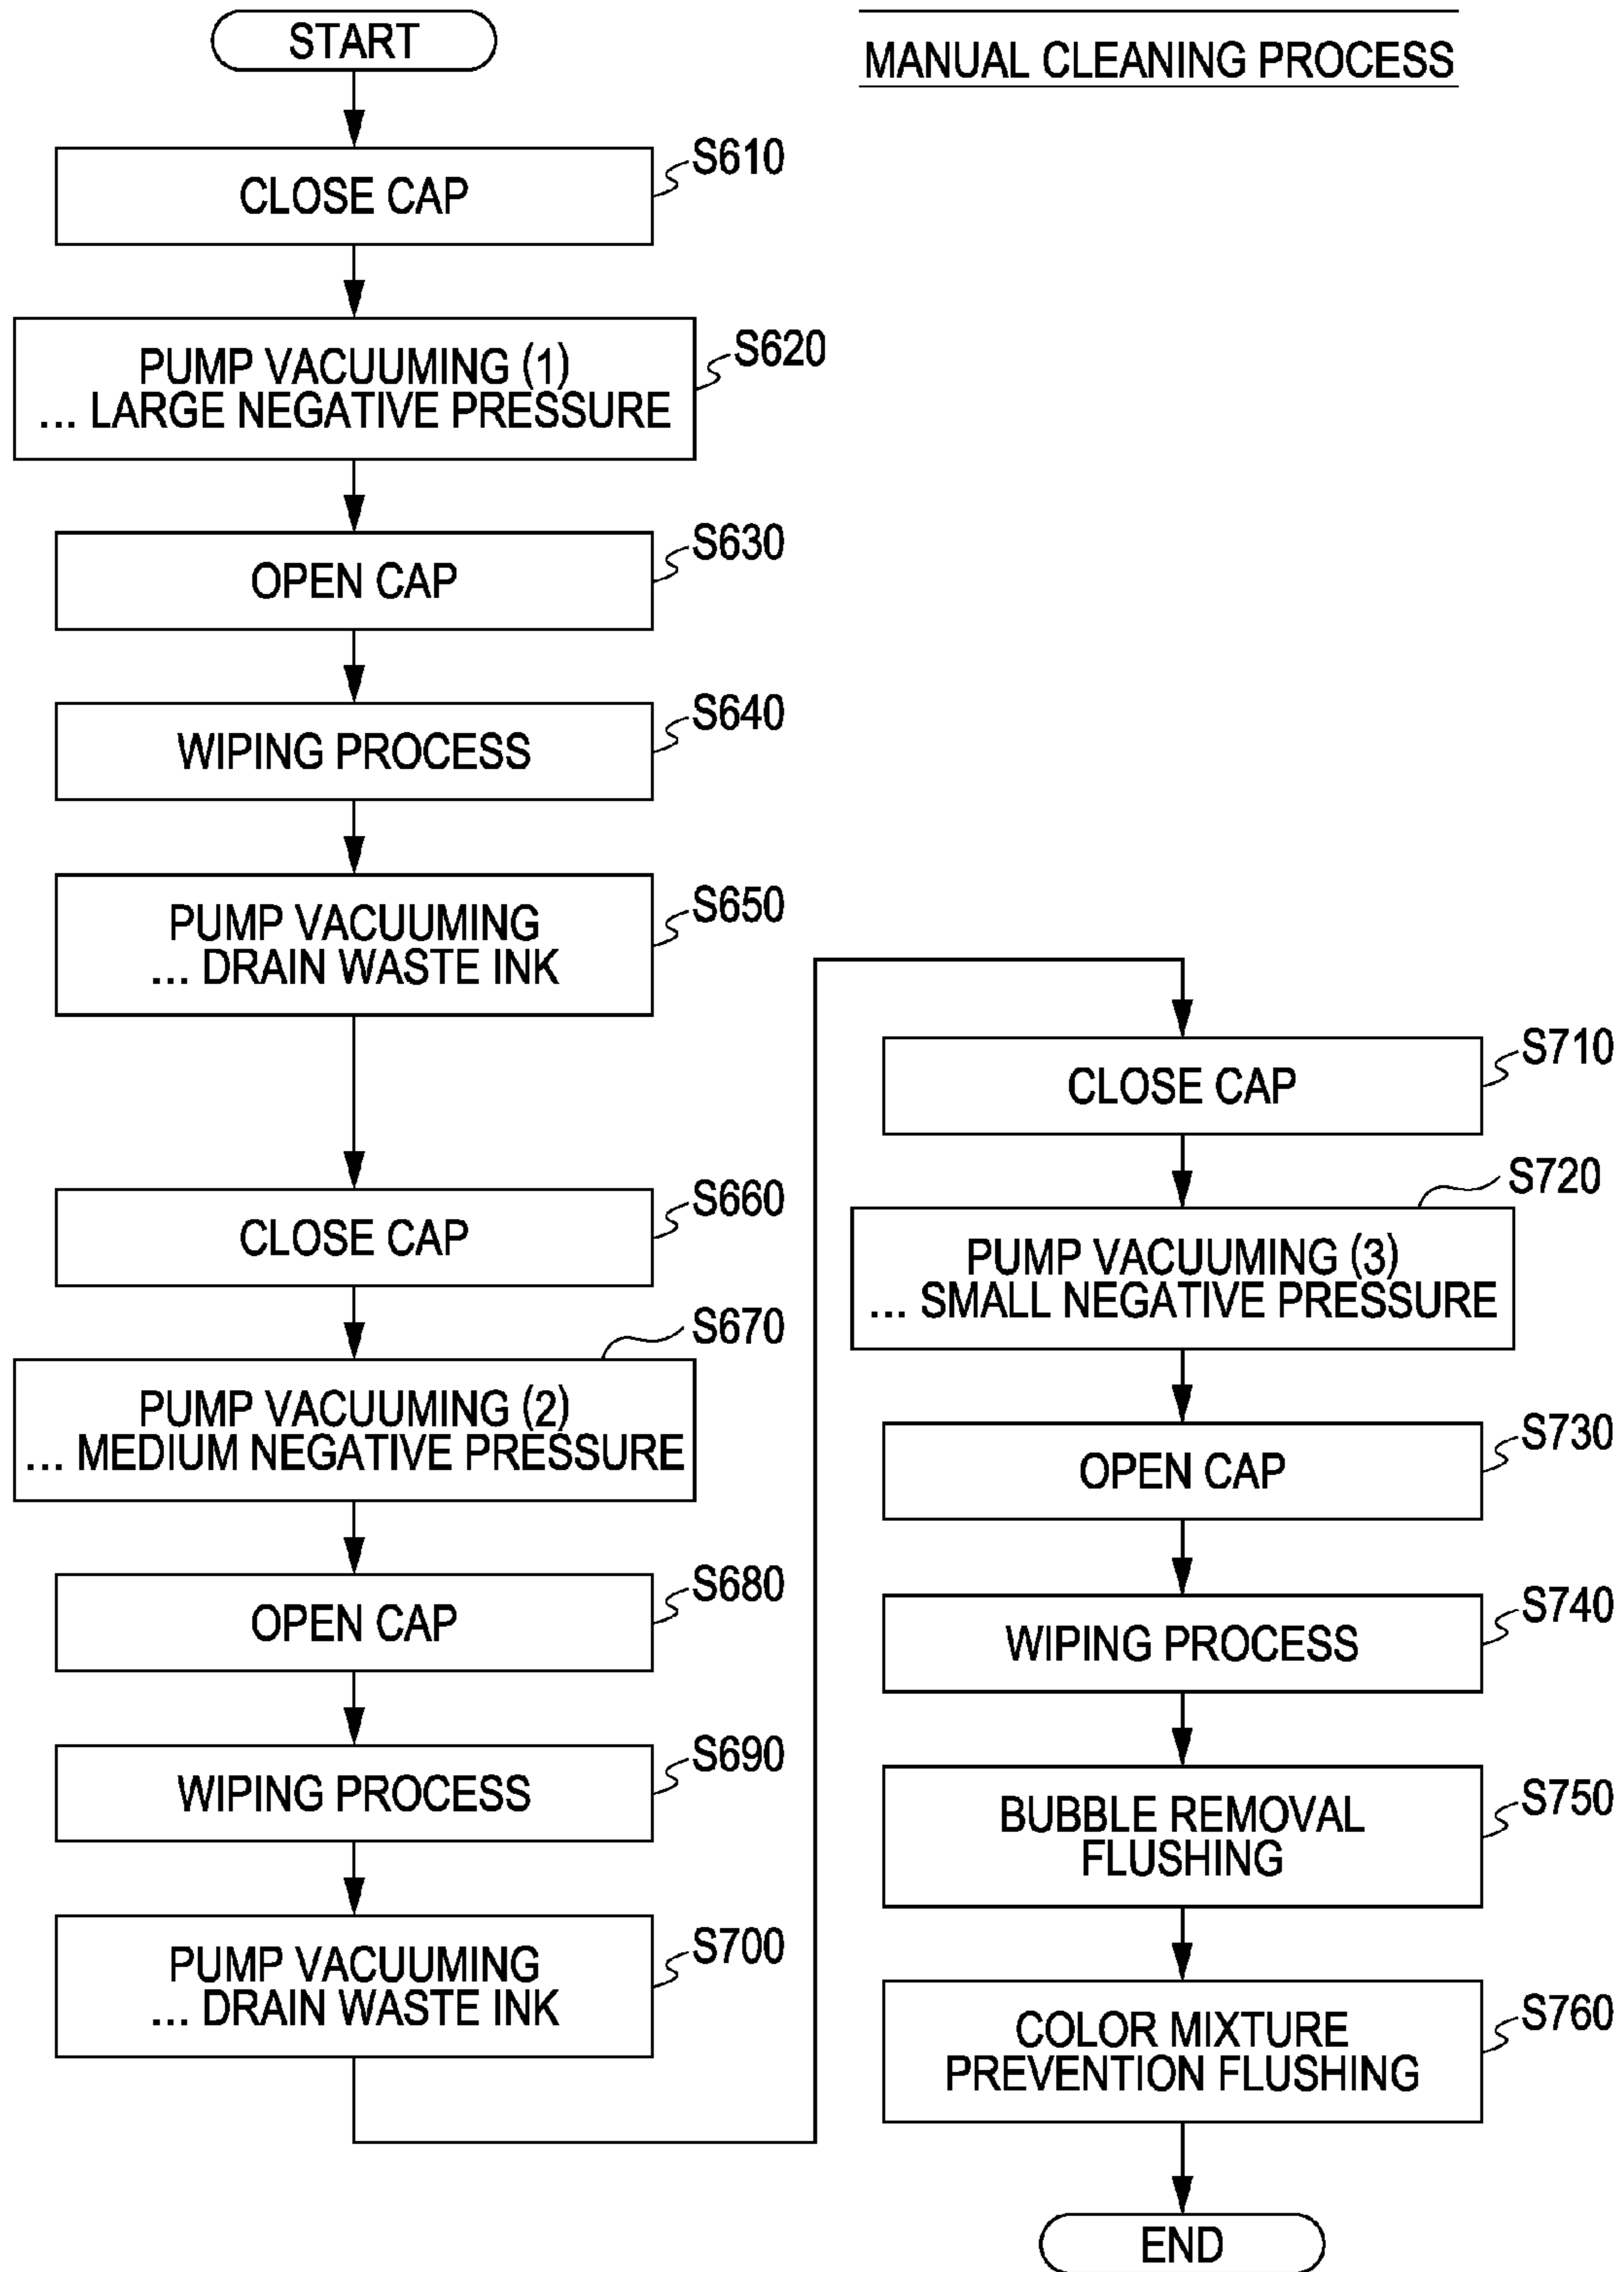 START
MANUAL CLEANING PROCESS
S610
CLOSE CAP
S620
PUMP VACUUMING (1)
... LARGE NEGATIVE PRESSURE
S630
OPEN CAP
S640
WIPING PROCESS
S650
PUMP VACUUMING
... DRAIN WASTE INK
S660
CLOSE CAP
S670
PUMP VACUUMING (2)
... MEDIUM NEGATIVE PRESSURE
S680
OPEN CAP
S690
WIPING PROCESS
S700
PUMP VACUUMING
... DRAIN WASTE INK
S710
CLOSE CAP
S720
PUMP VACUUMING (3)
... SMALL NEGATIVE PRESSURE
S730
OPEN CAP
S740
WIPING PROCESS
S750
BUBBLE REMOVAL
FLUSHING
S760
COLOR MIXTURE
PREVENTION FLUSHING
END